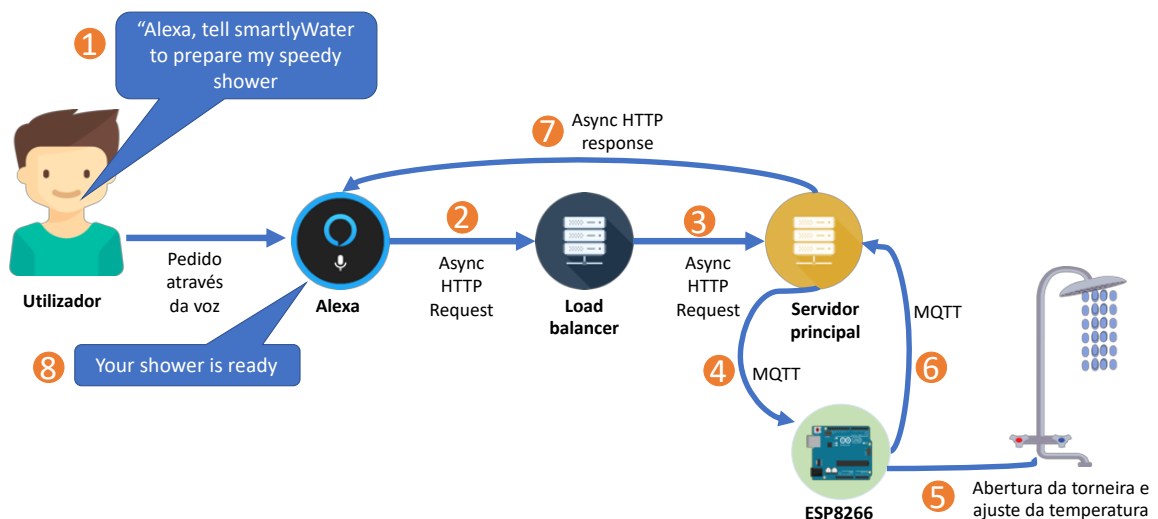 1
“Alexa, tell smartlyWater
to prepare my speedy
shower
7
Async HTTP
response
2
3
Pedido
através
da voz
Async
HTTP
Request
Async
HTTP
Request
Utilizador
Alexa
Load
balancer
Servidor
principal
MQTT
8
Your shower is ready
4
MQTT
6
5
Abertura da torneira e
ajuste da temperatura
ESP8266